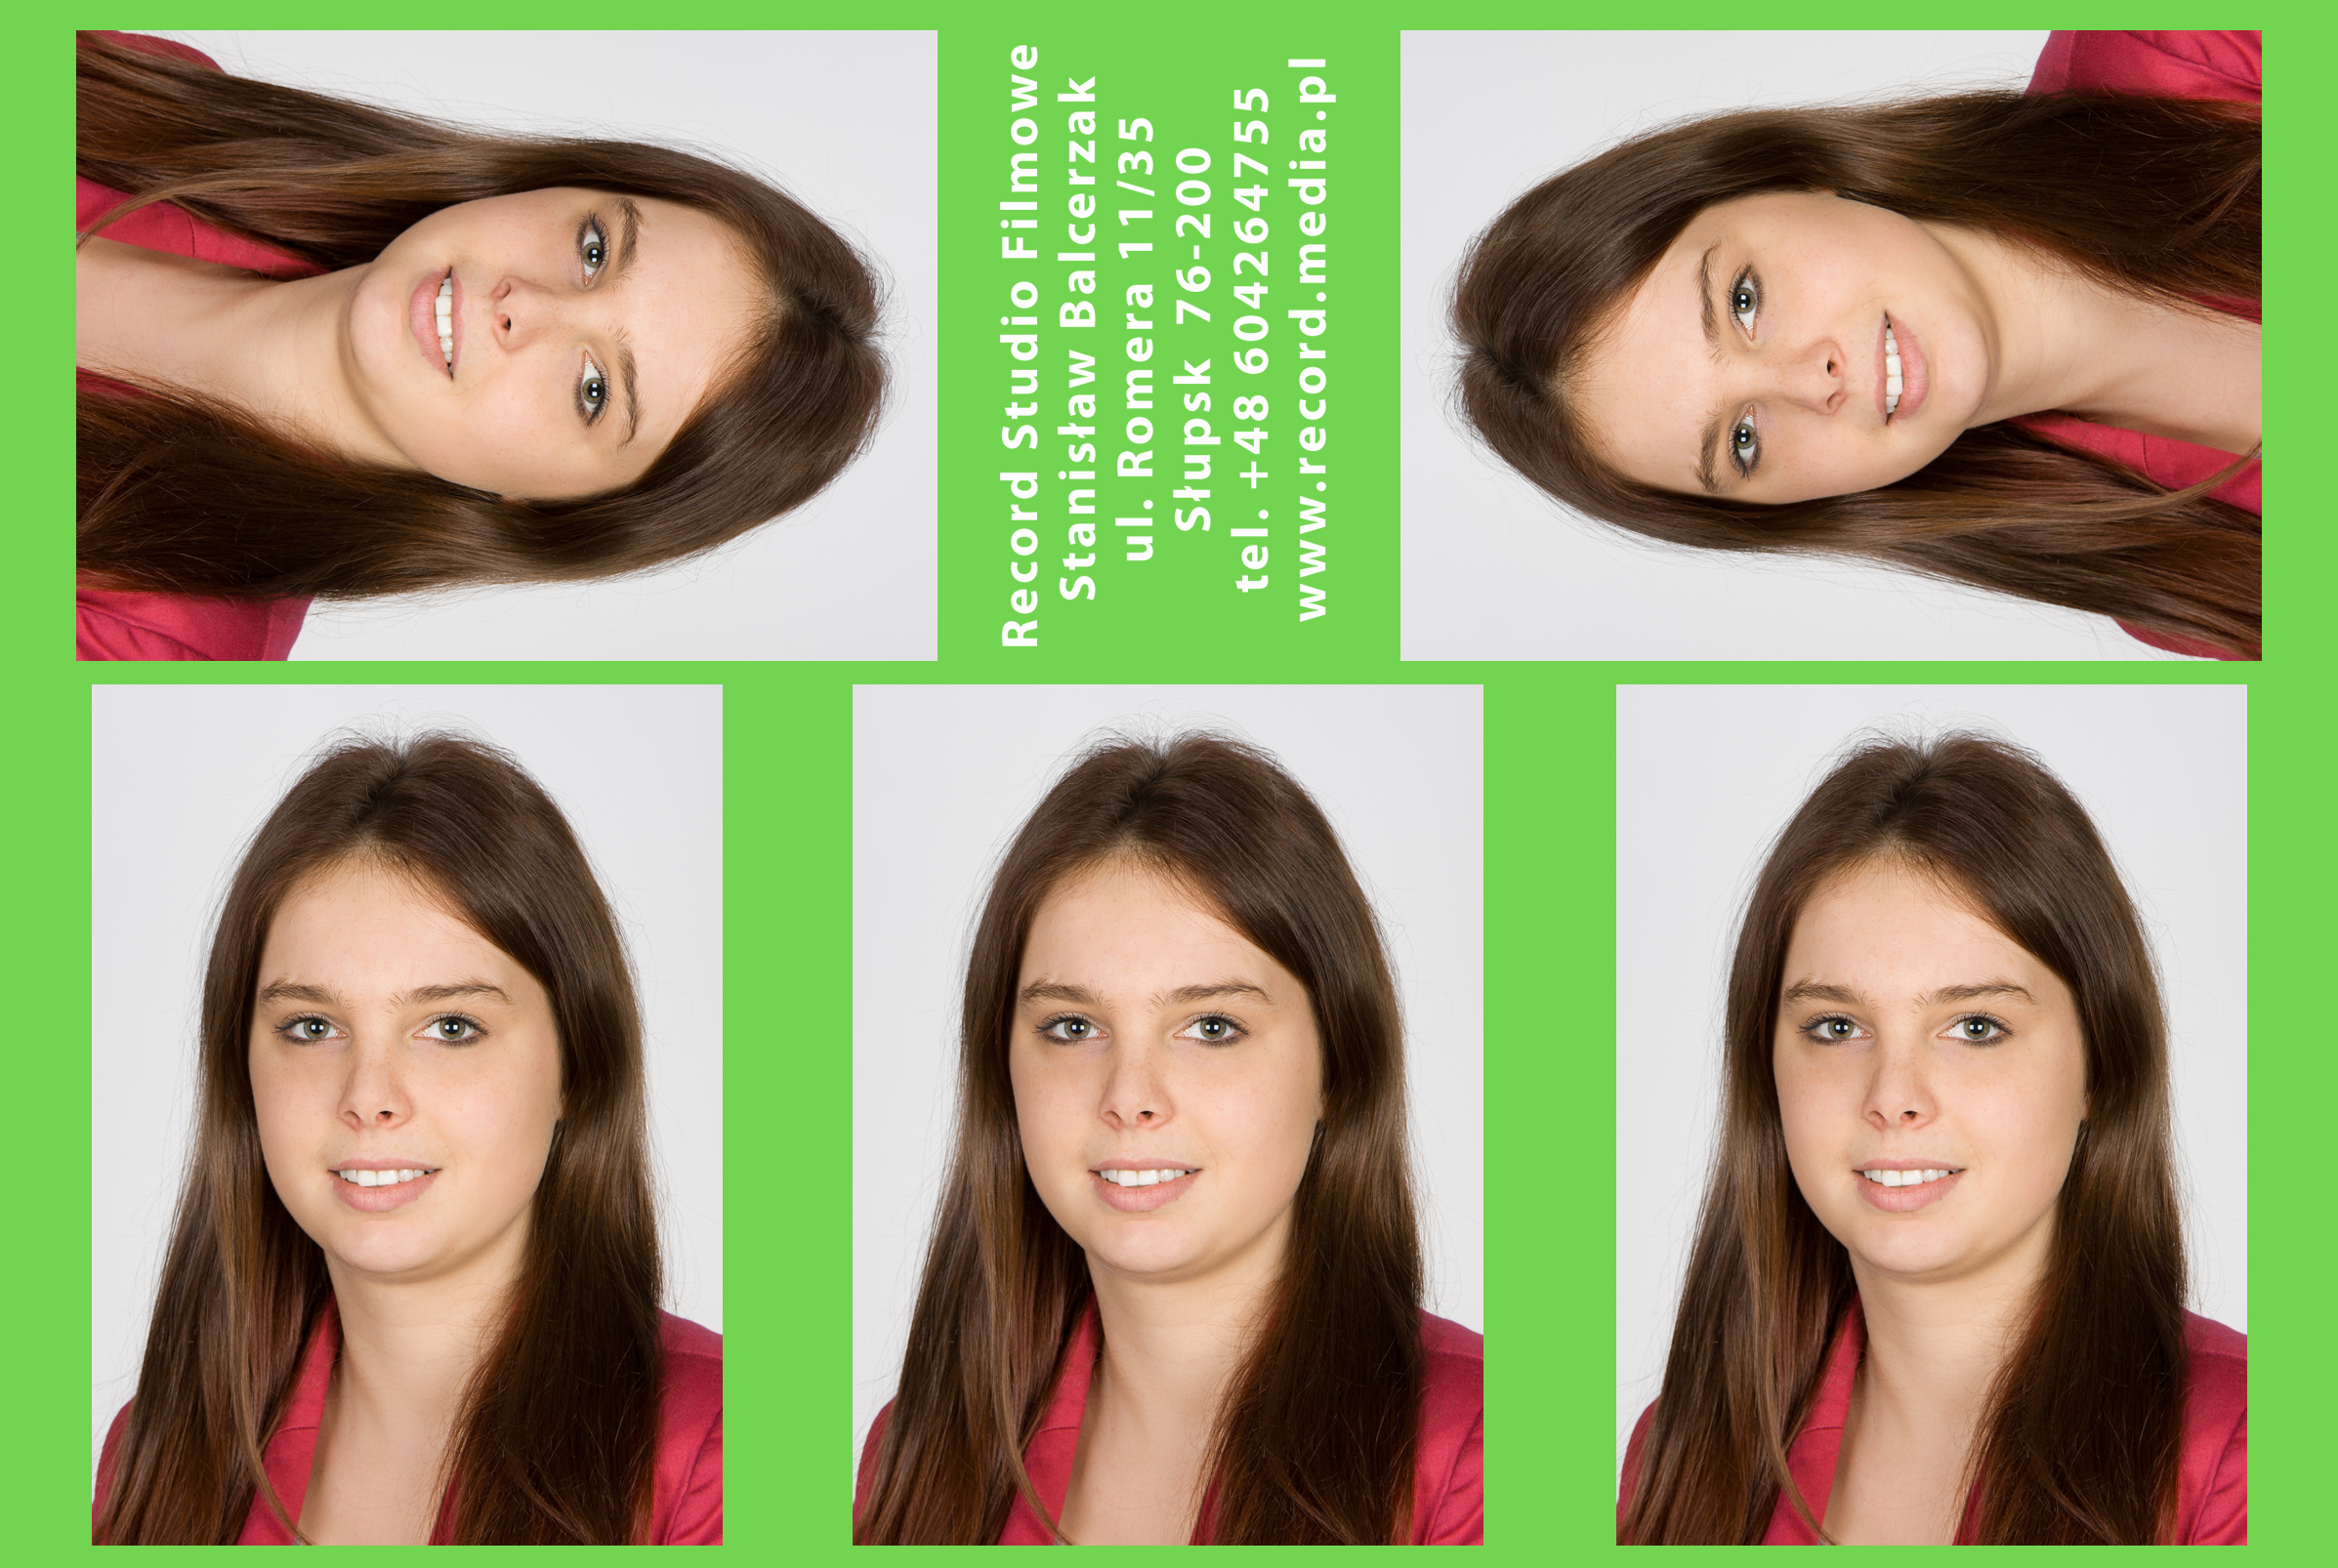 Record Studio Filmowe
Stanisław Balcerzak
ul. Romera 11/35
Słupsk 76-200
tel. +48 604264755
www.record.media.pl